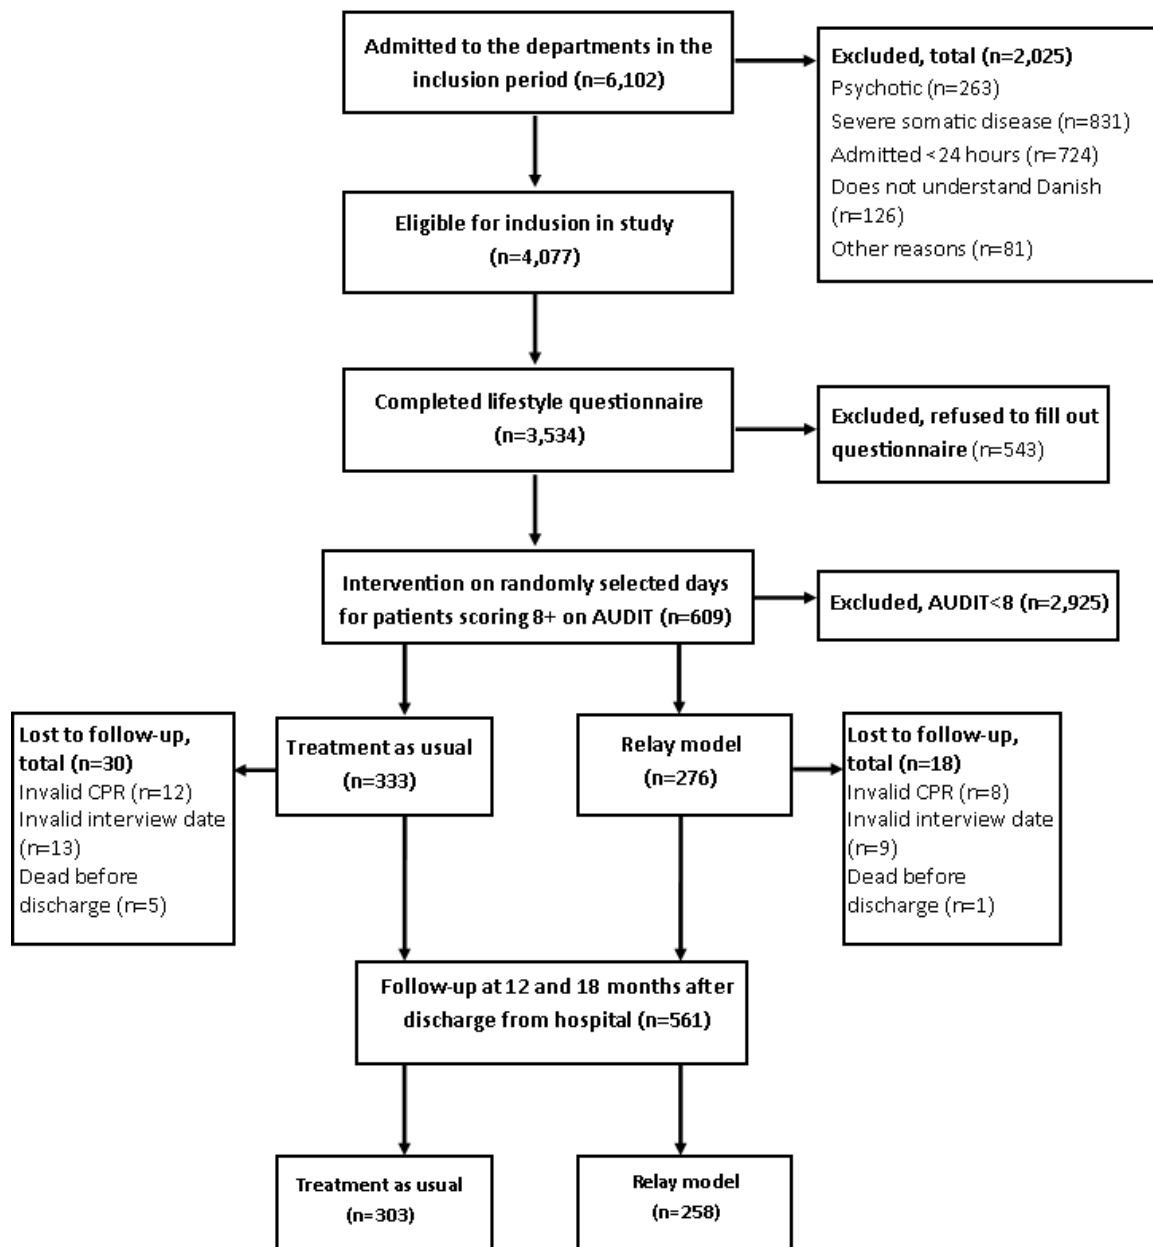 Admitted to the departments in the
inclusion period (n=6,102)
Excluded, total (n=2,025)
Psychotic (n=263)
Severe somatic disease (n=831)
Admitted <24 hours (n=724)
Does not understand Danish
(n=126)
Other reasons (n=81)
Eligible for inclusion in study
(n=4,077)
Completed lifestyle questionnaire
(n=3,534)
Excluded, refused to fill out
questionnaire (n=543)
Intervention on randomly selected days
for patients scoring 8+ on AUDIT (n=609)
Excluded, AUDIT<8 (n=2,925)
Lost to follow-up,
total (n=30)
Invalid CPR (n=12)
Invalid interview date
(n=13)
Dead before
discharge (n=5)
Treatment as usual
(n=333)
Relay model
(n=276)
Lost to follow-up,
total (n=18)
Invalid CPR (n=8)
Invalid interview date
(n=9)
Dead before
discharge (n=1)
Follow-up at 12 and 18 months after
discharge from hospital (n=561)
Treatment as usual
(n=303)
Relay model
(n=258)